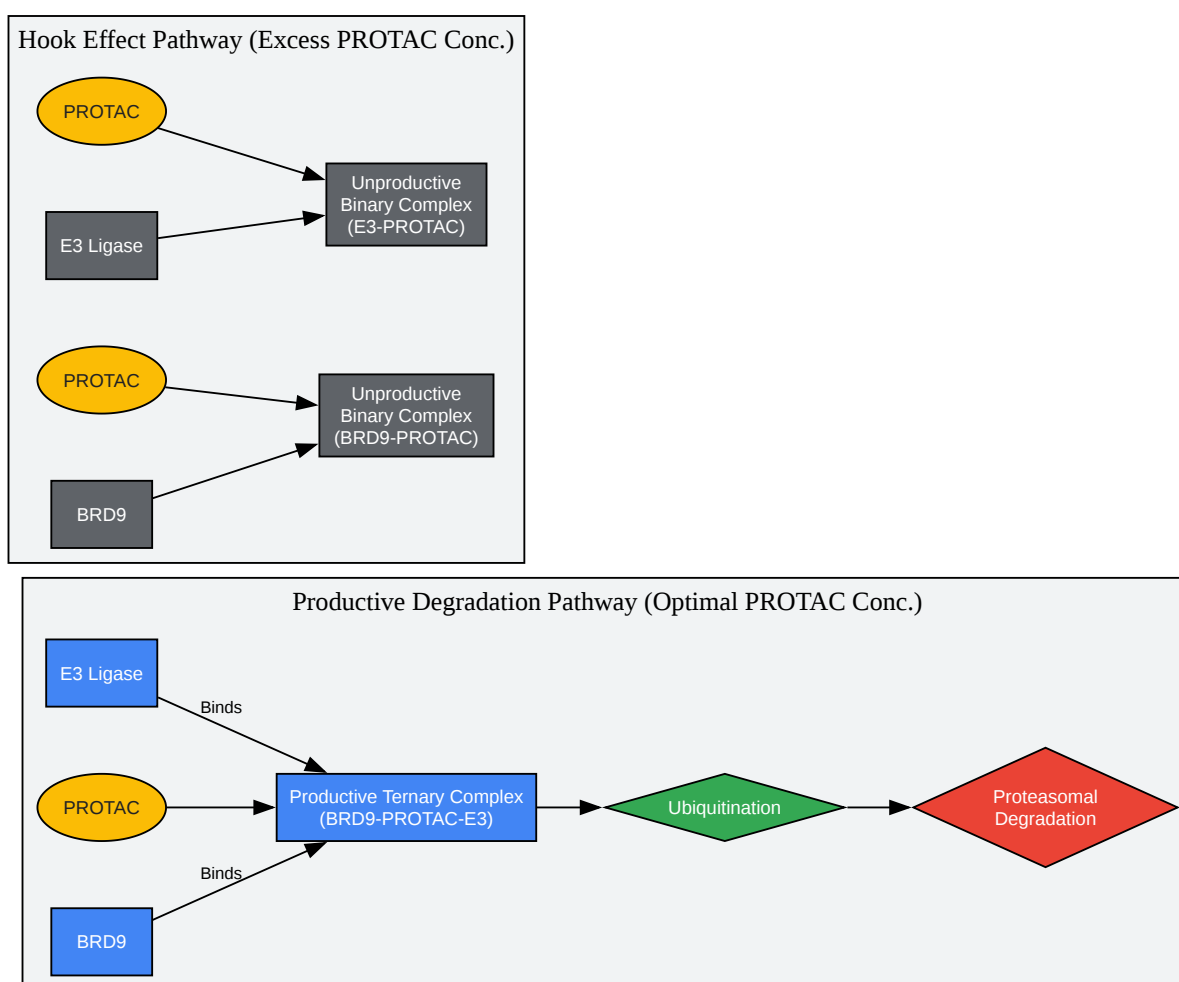 Hook Effect Pathway (Excess PROTAC Conc.)
PROTAC
Unproductive
Binary Complex
(E3-PROTAC)
E3 Ligase
PROTAC
Unproductive
Binary Complex
(BRD9-PROTAC)
BRD9
Productive Degradation Pathway (Optimal PROTAC Conc.)
E3 Ligase
Binds
PROTAC
Productive Ternary Complex
(BRD9-PROTAC-E3)
Ubiquitination
Proteasomal
Degradation
Binds
BRD9